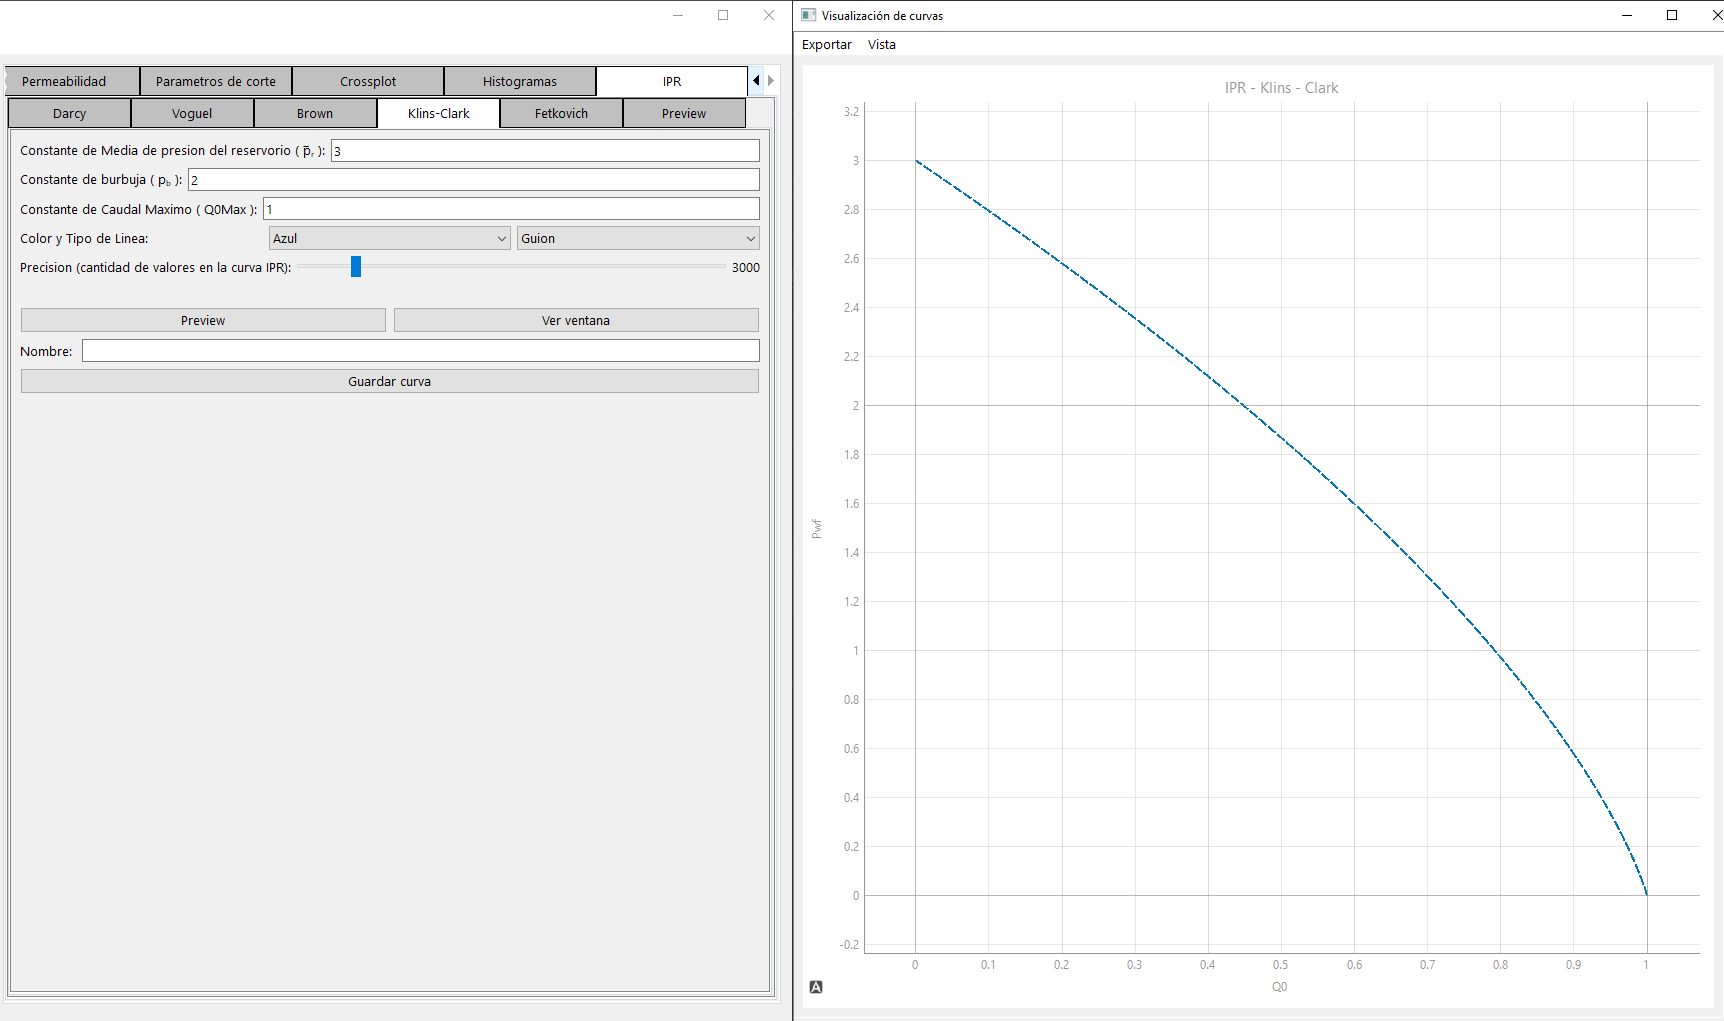 Permeabilidad Parametros de corte Crossplot Histogramas IPR
Darcy Voguel Brown Klins-Clark Fetkovich Preview
Constante de Media de presion del reservorio ( p̄ᵣ ): 3
Constante de burbuja ( p_b ): 2
Constante de Caudal Maximo ( Q0Max ): 1
Color y Tipo de Linea: Azul Guion
Precision (cantidad de valores en la curva IPR): 3000
Preview Ver ventana
Nombre:
Guardar curva
Visualización de curvas
Exportar Vista
IPR - Klins - Clark
3.2
3
2.8
2.6
2.4
2.2
2
1.8
1.6
Pwf
1.4
1.2
1
0.8
0.6
0.4
0.2
0
-0.2
0 0.1 0.2 0.3 0.4 0.5 0.6 0.7 0.8 0.9 1
A
Q0